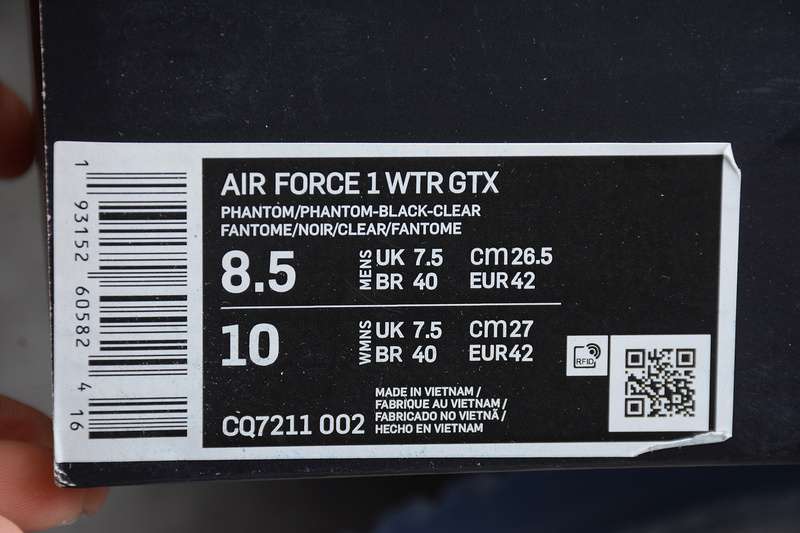 1 93152 60582 4 16
AIR FORCE 1 WTR GTX
PHANTOM/PHANTOM-BLACK-CLEAR
FANTOME/NOIR/CLEAR/FANTOME
8.5 MENS UK 7.5 CM 26.5
BR 40 EUR 42
10 WMNS UK 7.5 CM 27
BR 40 EUR 42
RFID
CQ7211 002
MADE IN VIETNAM /
FABRIQUE AU VIETNAM /
FABRICADO NO VIETNÃ /
HECHO EN VIETNAM